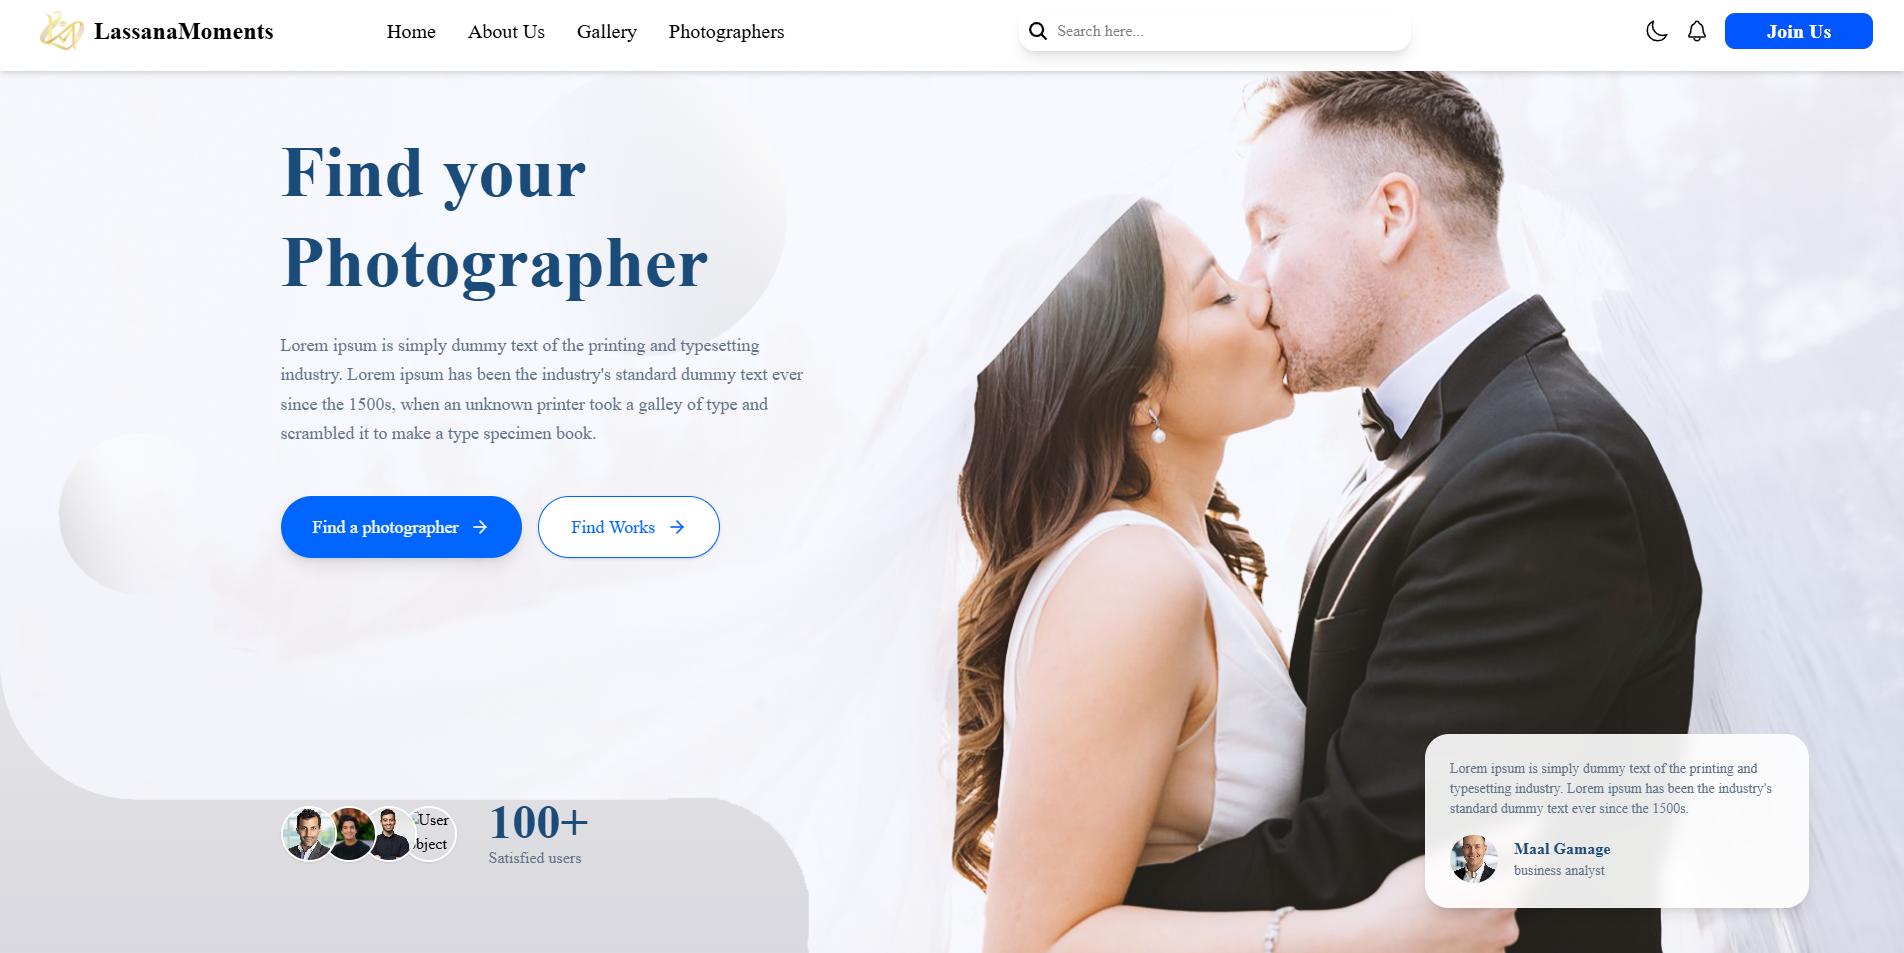 LassanaMoments
Home
About Us
Gallery
Photographers
Search here...
Join Us
Find your
Photographer
Lorem ipsum is simply dummy text of the printing and typesetting
industry. Lorem ipsum has been the industry's standard dummy text ever
since the 1500s, when an unknown printer took a galley of type and
scrambled it to make a type specimen book.
Find a photographer
Find Works
User
object
100+
Satisfied users
Lorem ipsum is simply dummy text of the printing and
typesetting industry. Lorem ipsum has been the industry's
standard dummy text ever since the 1500s.
Maal Gamage
business analyst